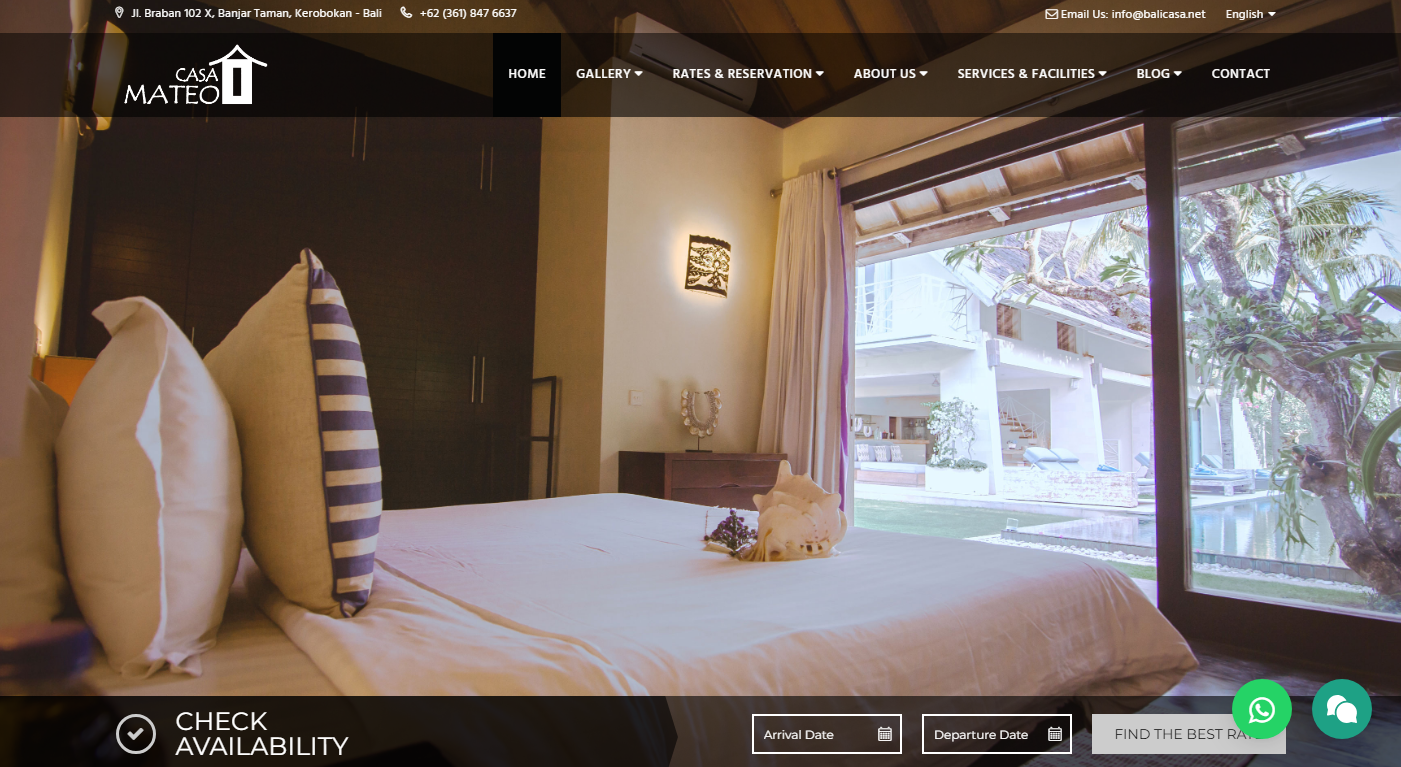 Jl. Braban 102 X, Banjar Taman, Kerobokan - Bali
+62 (361) 847 6637
Email Us: info@balicasa.net
English
CASA
MATEO
HOME
GALLERY
RATES & RESERVATION
ABOUT US
SERVICES & FACILITIES
BLOG
CONTACT
CHECK
AVAILABILITY
Arrival Date
Departure Date
FIND THE BEST